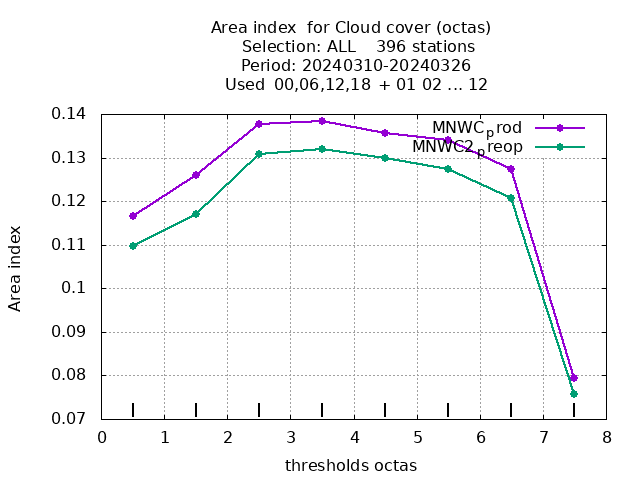 Area index  for Cloud cover (octas)
Selection: ALL    396 stations
Period: 20240310-20240326
Used  00,06,12,18 + 01 02 ... 12
MNWCprod
MNWC2preop
0.14
0.13
0.12
0.11
0.1
0.09
0.08
0.07
Area index
0 1 2 3 4 5 6 7 8
thresholds octas